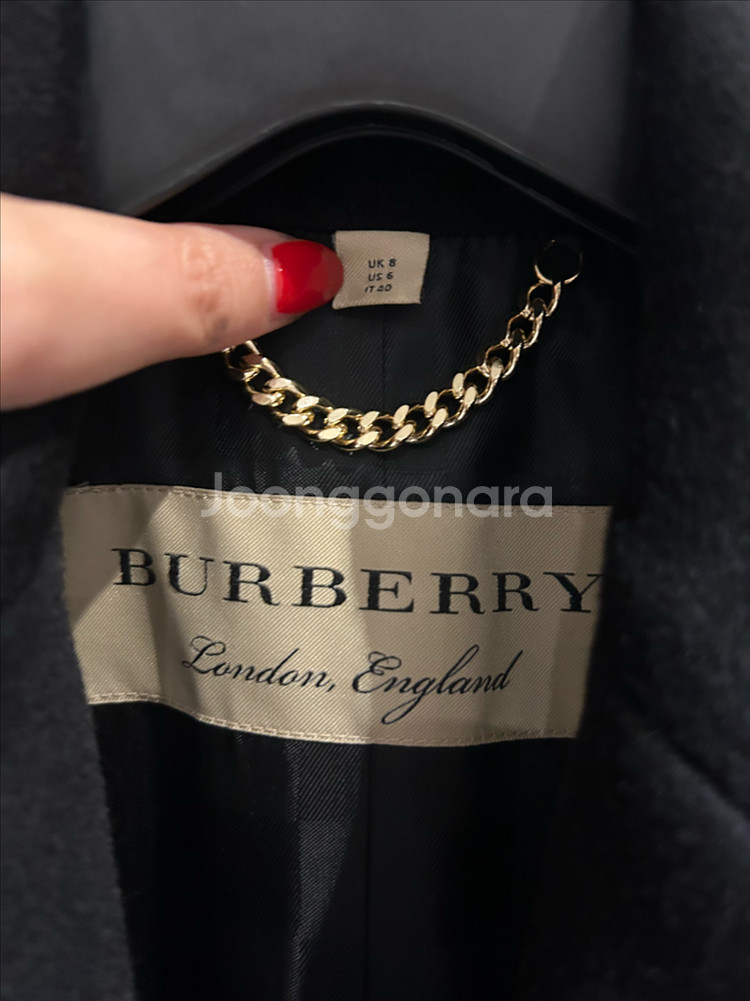 UK 8
US 6
IT 40
Joonggonara
BURBERRY
London, England